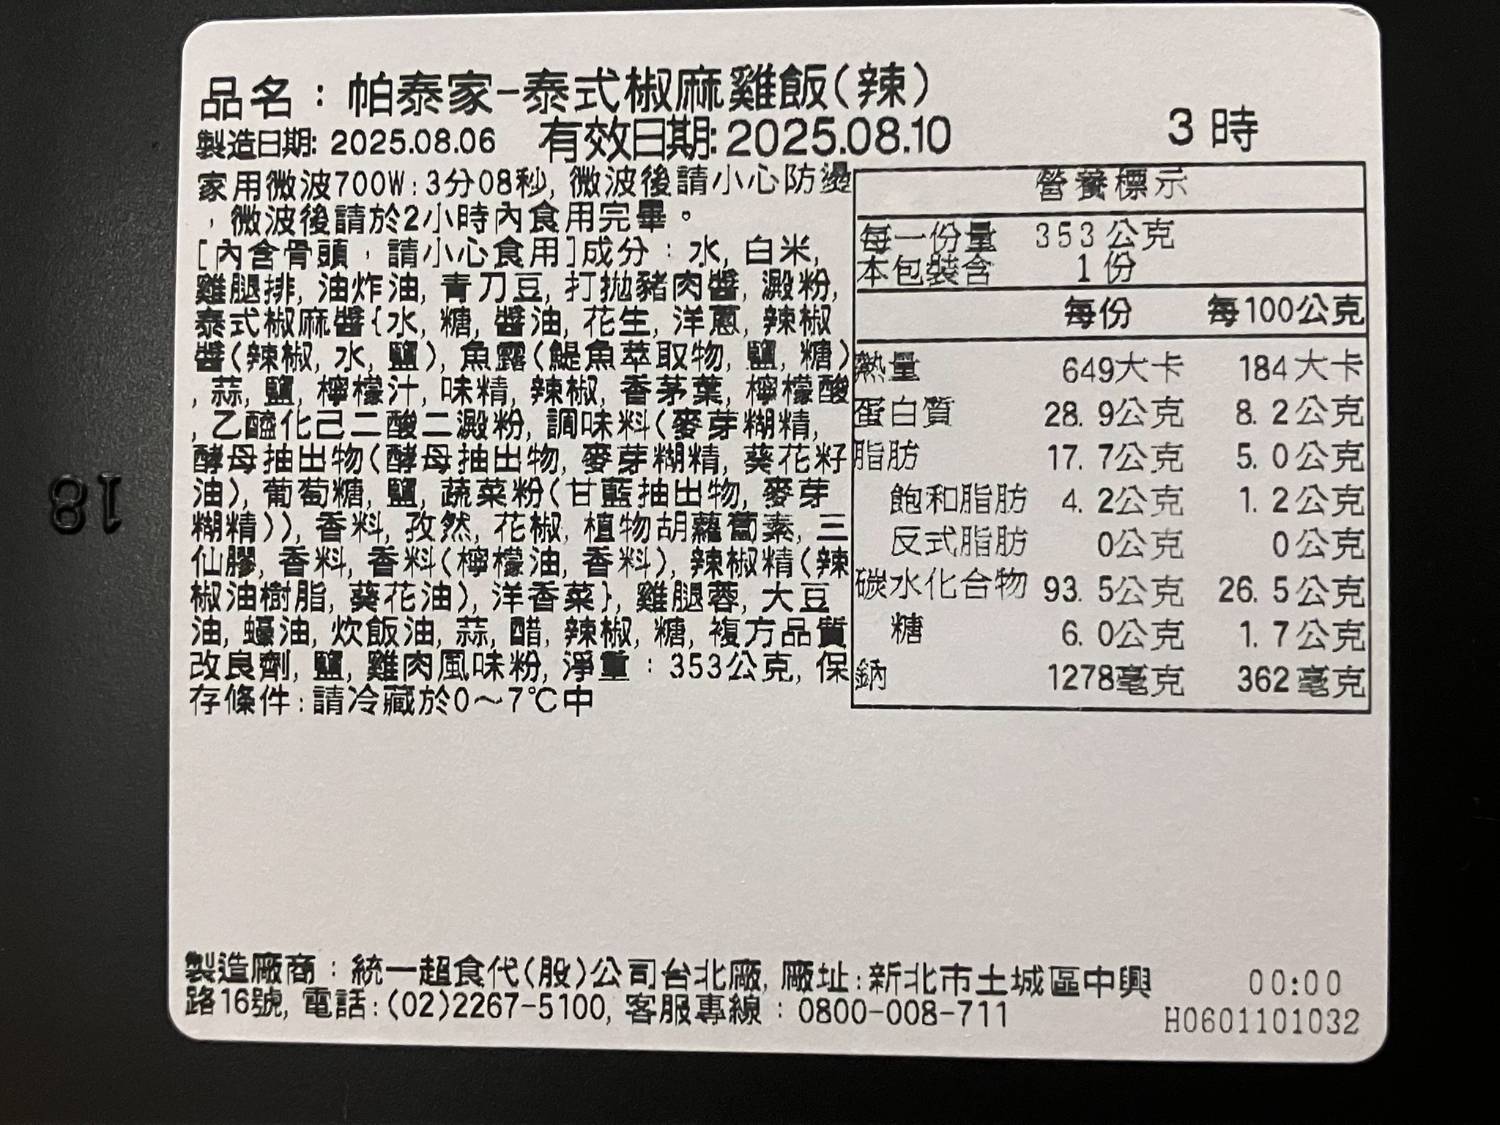 品名：帕泰家-泰式椒麻雞飯(辣)
製造日期: 2025.08.06 有效日期: 2025.08.10 3時
家用微波700W:3分08秒, 微波後請小心防燙
，微波後請於2小時內食用完畢。
[內含骨頭，請小心食用]成分：水, 白米,
雞腿排, 油炸油, 青刀豆, 打拋豬肉醬, 澱粉,
泰式椒麻醬{水, 糖, 醬油, 花生, 洋蔥, 辣椒
醬(辣椒, 水, 鹽), 魚露(鯷魚萃取物, 鹽, 糖)
, 蒜, 鹽, 檸檬汁, 味精, 辣椒, 香茅葉, 檸檬酸
, 乙醯化己二酸二澱粉, 調味料(麥芽糊精,
酵母抽出物(酵母抽出物, 麥芽糊精, 葵花籽
油), 葡萄糖, 鹽, 蔬菜粉(甘藍抽出物, 麥芽
糊精)), 香料, 孜然, 花椒, 植物胡蘿蔔素, 三
仙膠, 香料, 香料(檸檬油, 香料), 辣椒精(辣
椒油樹脂, 葵花油), 洋香菜}, 雞腿蓉, 大豆
油, 蠔油, 炊飯油, 蒜, 醋, 辣椒, 糖, 複方品質
改良劑, 鹽, 雞肉風味粉, 淨重：353公克, 保
存條件:請冷藏於0～7℃中
營養標示
每一份量 353公克
本包裝含 1份
每份 每100公克
熱量 649大卡 184大卡
蛋白質 28.9公克 8.2公克
脂肪 17.7公克 5.0公克
飽和脂肪 4.2公克 1.2公克
反式脂肪 0公克 0公克
碳水化合物 93.5公克 26.5公克
糖 6.0公克 1.7公克
鈉 1278毫克 362毫克
製造廠商：統一超食代(股)公司台北廠, 廠址:新北市土城區中興
路16號, 電話:(02)2267-5100, 客服專線：0800-008-711
00:00
H0601101032
18